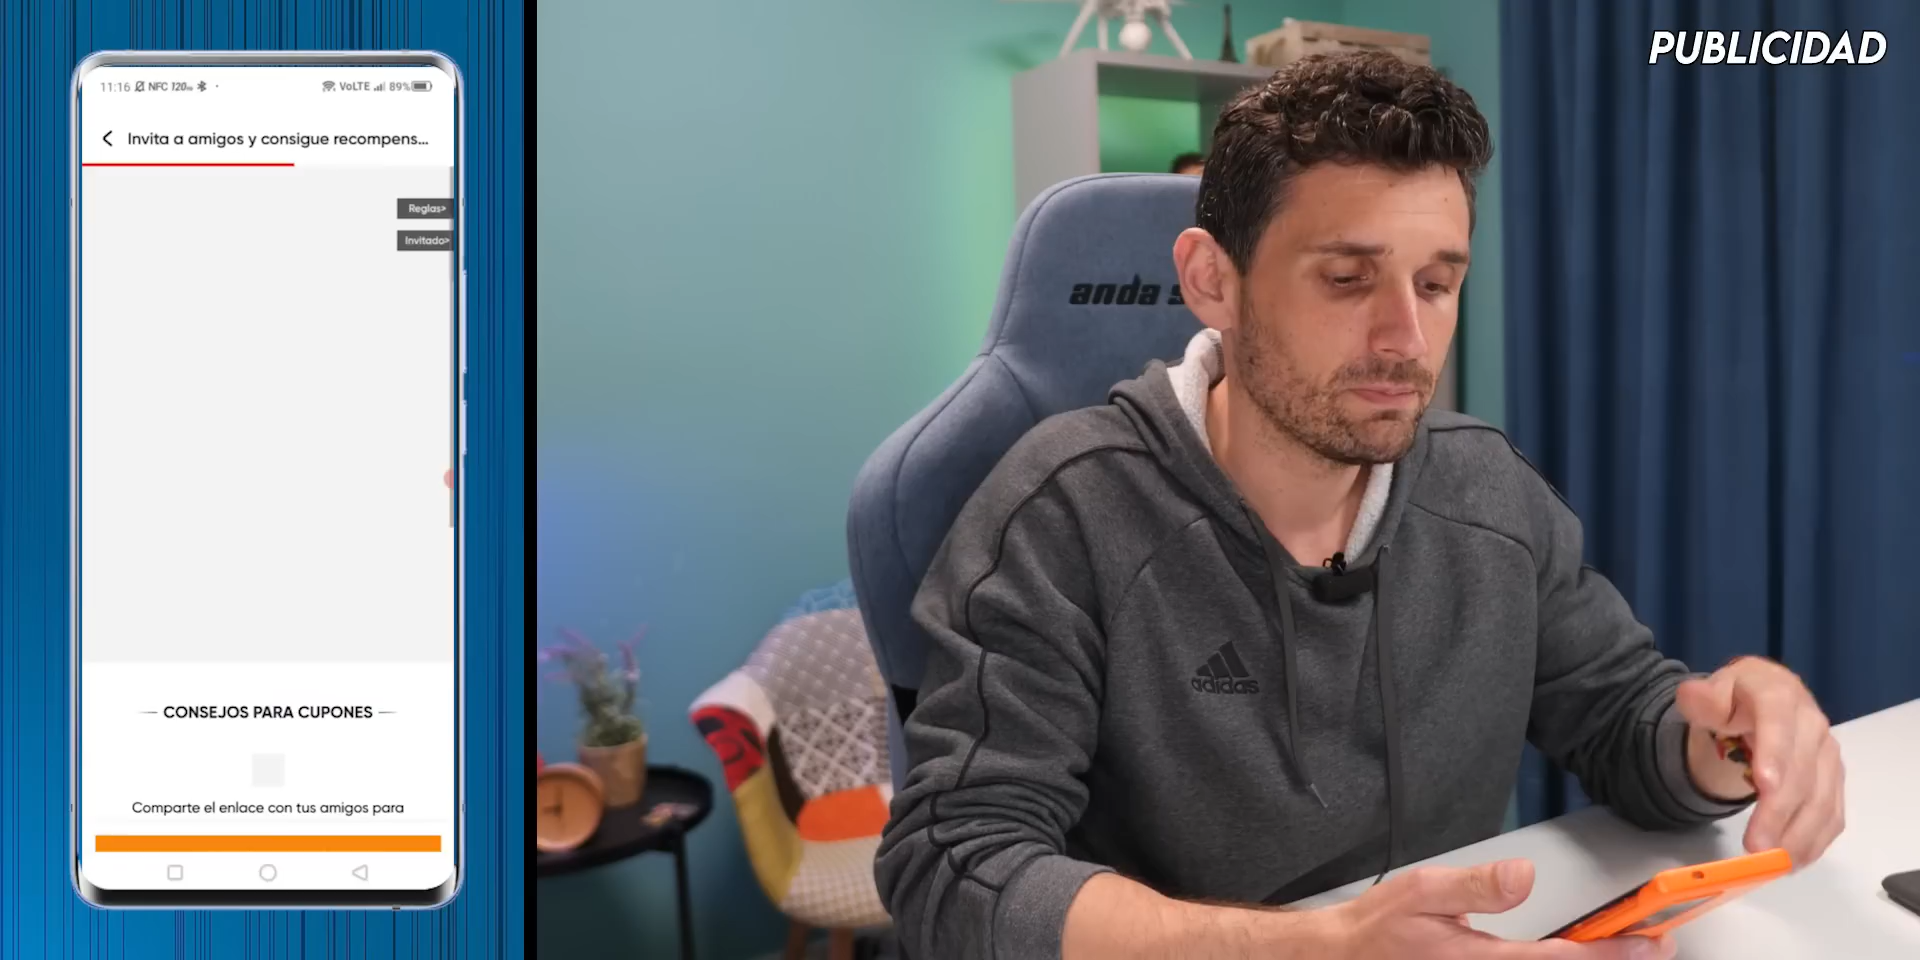 11:16 NFC 120 VoLTE 89%
Invita a amigos y consigue recompens...
Reglas>
Invitado>
CONSEJOS PARA CUPONES
Comparte el enlace con tus amigos para
PUBLICIDAD
anda s
adidas